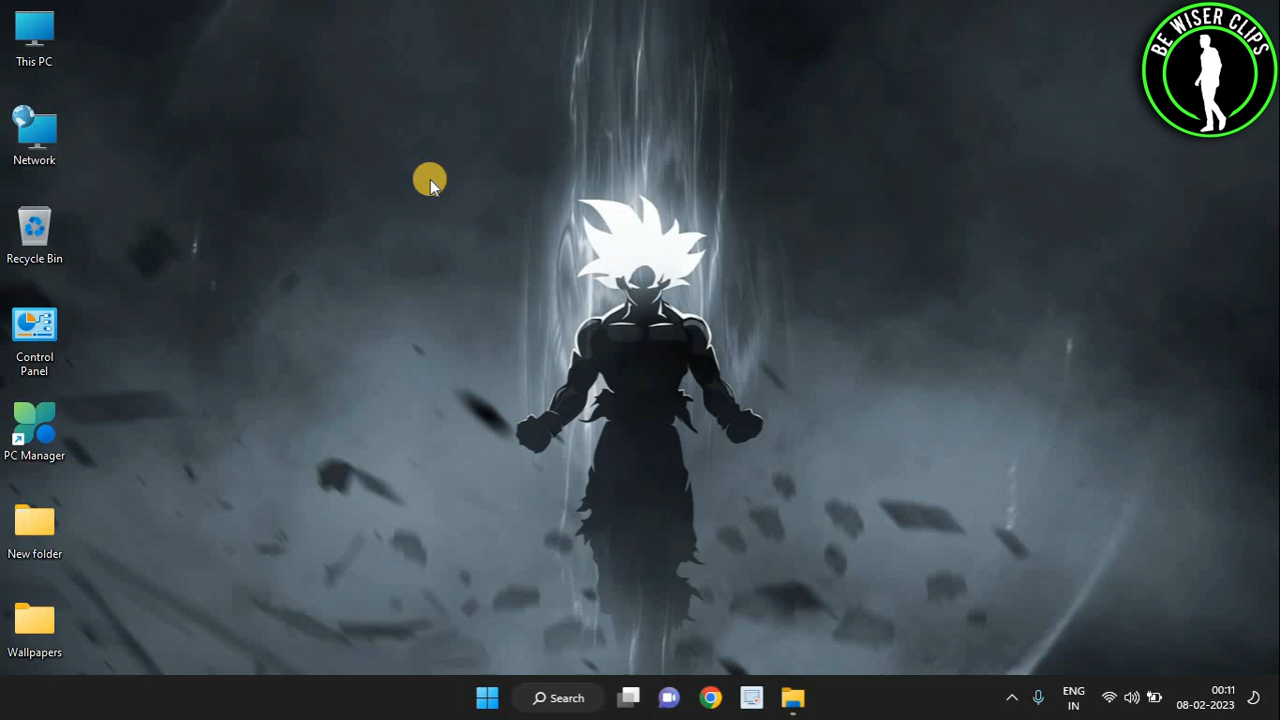 This PC
Network
Recycle Bin
Control
Panel
PC Manager
New folder
Wallpapers
BE WISER CLIPS
Search
ENG
IN
00:11
08-02-2023